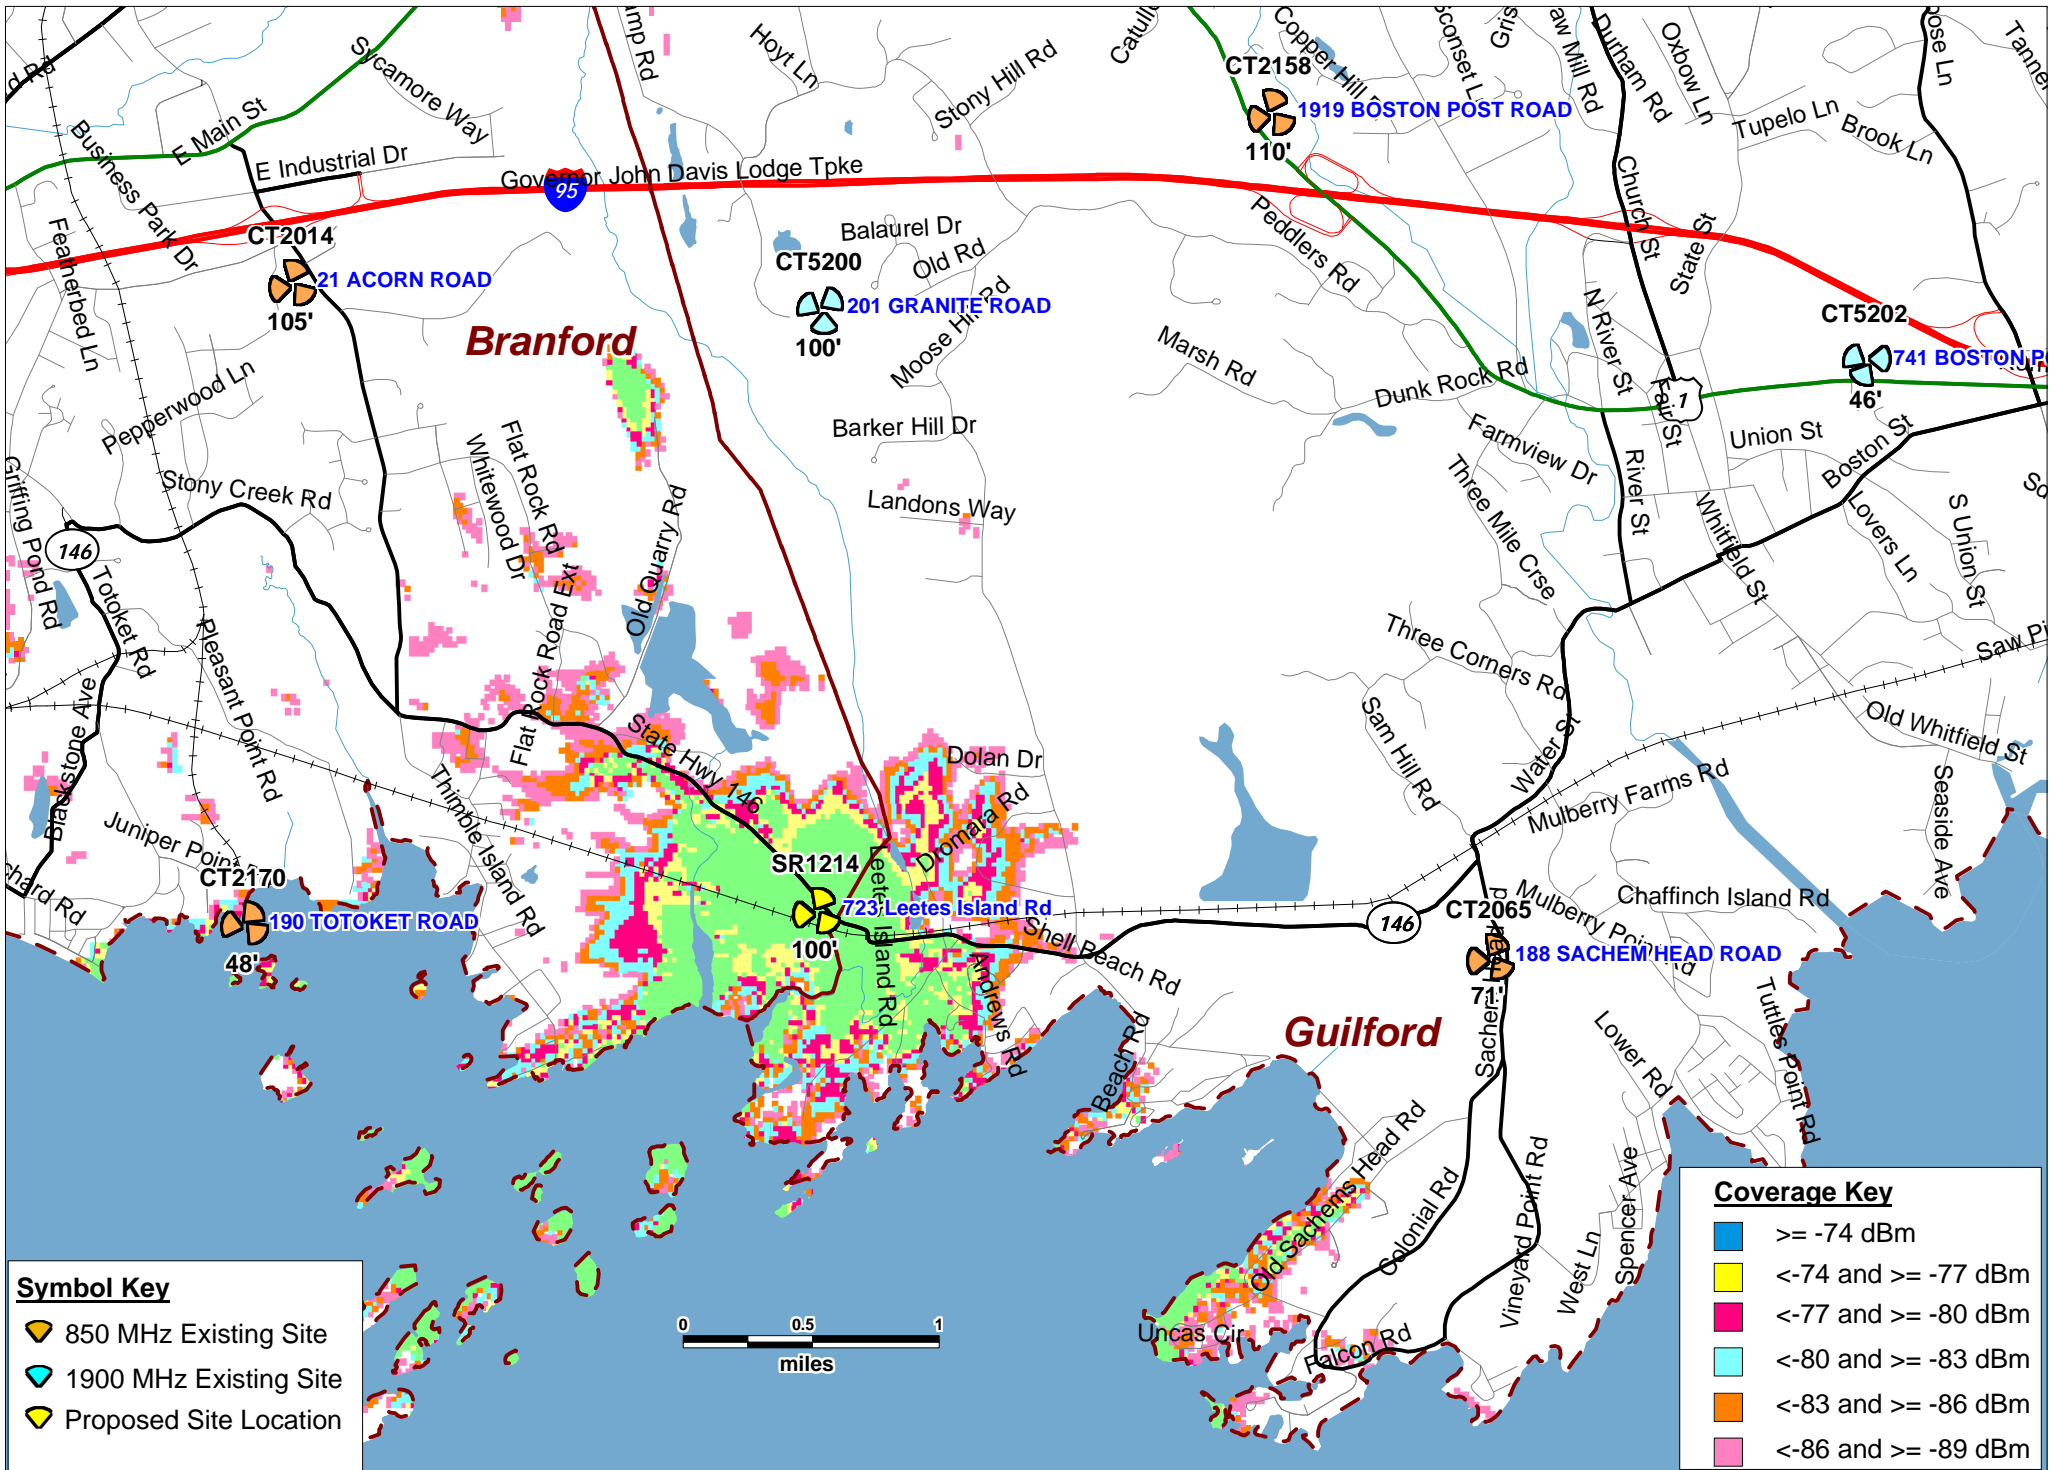 Hoyt Ln
Sycamore Way
Stony Hill Rd
CT2158
Copper Hill
1919 BOSTON POST ROAD
110'
Durham Rd
Oxbow Ln
Tupelo Ln
Brook Ln
E Main St
Business Park Dr
E Industrial Dr
Governor John Davis Lodge Tpke
95
Church St
State St
Featherbed Ln
CT2014
21 ACORN ROAD
105'
Balaurel Dr
Old Rd
CT5200
201 GRANITE ROAD
100'
Moose Hill Rd
Peddlers Rd
CT5202
741 BOSTON P
46'
Branford
Marsh Rd
Dunk Rock Rd
N River St
Fair St
1
Pepperwood Ln
Barker Hill Dr
Farmview Dr
Union St
Boston St
Stony Creek Rd
Whitewood Dr
Flat Rock Rd
Landons Way
Three Mile Crse
River St
Whitfield St
Lovers Ln
S Union St
Griffing Pond Rd
146
Totoket Rd
Pleasant Point Rd
Flat Rock Road Ext
Old Quarry Rd
Three Corners Rd
Saw Pi
Blackstone Ave
State Hwy 146
Dolan Dr
Sam Hill Rd
Water St
Mulberry Farms Rd
Old Whitfield St
Seaside Ave
Juniper Point
Thimble Island Rd
Dromara Rd
CT2170
190 TOTOKET ROAD
48'
SR1214
723 Leetes Island Rd
100'
Leetes Island Rd
Shell Beach Rd
Andrews Rd
146
CT2065
188 SACHEM HEAD ROAD
71'
Mulberry Point Rd
Chaffinch Island Rd
Sachem Head Rd
Guilford
Beach Rd
Lower Rd
Tuttles Point Rd
Old Sachems Head Rd
Colonial Rd
Vineyard Point Rd
West Ln
Spencer Ave
Uncas Cir
Falcon Rd
0 0.5 1
miles
Symbol Key
850 MHz Existing Site
1900 MHz Existing Site
Proposed Site Location
Coverage Key
>= -74 dBm
<-74 and >= -77 dBm
<-77 and >= -80 dBm
<-80 and >= -83 dBm
<-83 and >= -86 dBm
<-86 and >= -89 dBm